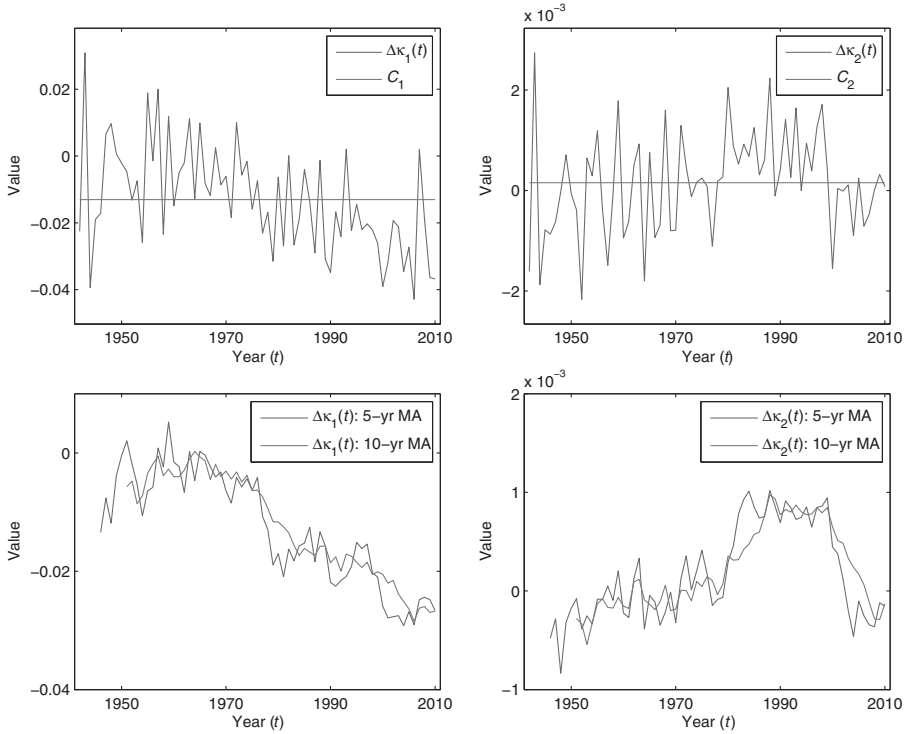 Δκ1(t)
C1
0.02
0
−0.02
−0.04
Value
1950
1970
1990
2010
Year (t)
x 10−3
Δκ2(t)
C2
2
0
−2
Value
1950
1970
1990
2010
Year (t)
Δκ1(t): 5−yr MA
Δκ1(t): 10−yr MA
0
−0.02
−0.04
Value
1950
1970
1990
2010
Year (t)
x 10−3
Δκ2(t): 5−yr MA
Δκ2(t): 10−yr MA
2
1
0
−1
Value
1950
1970
1990
2010
Year (t)